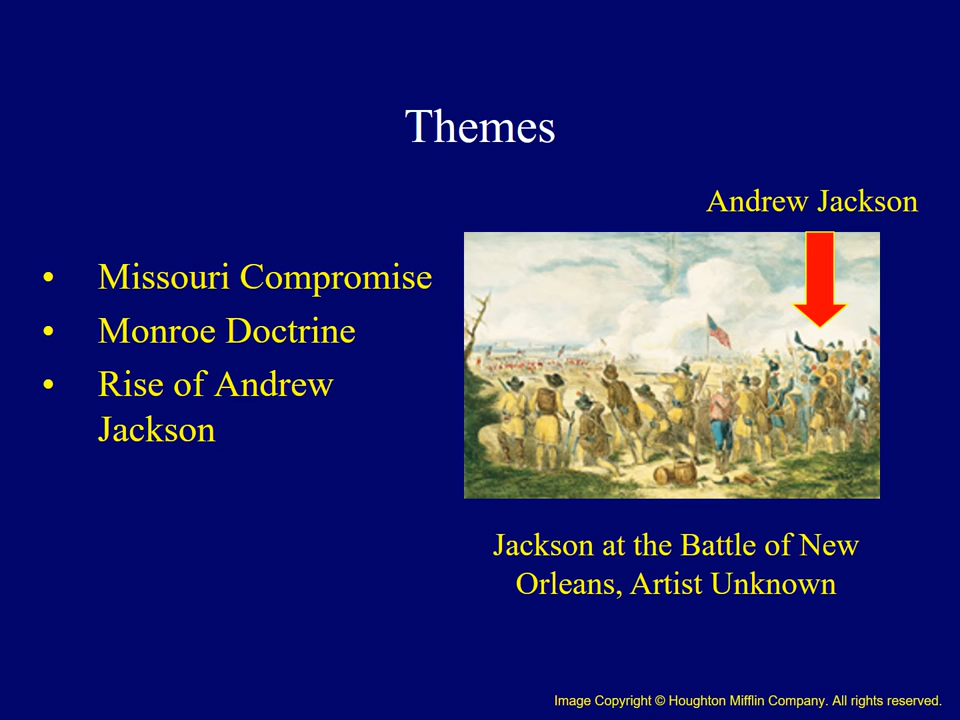 Themes
Andrew Jackson
• Missouri Compromise
• Monroe Doctrine
• Rise of Andrew
Jackson
Jackson at the Battle of New
Orleans, Artist Unknown
Image Copyright © Houghton Mifflin Company. All rights reserved.